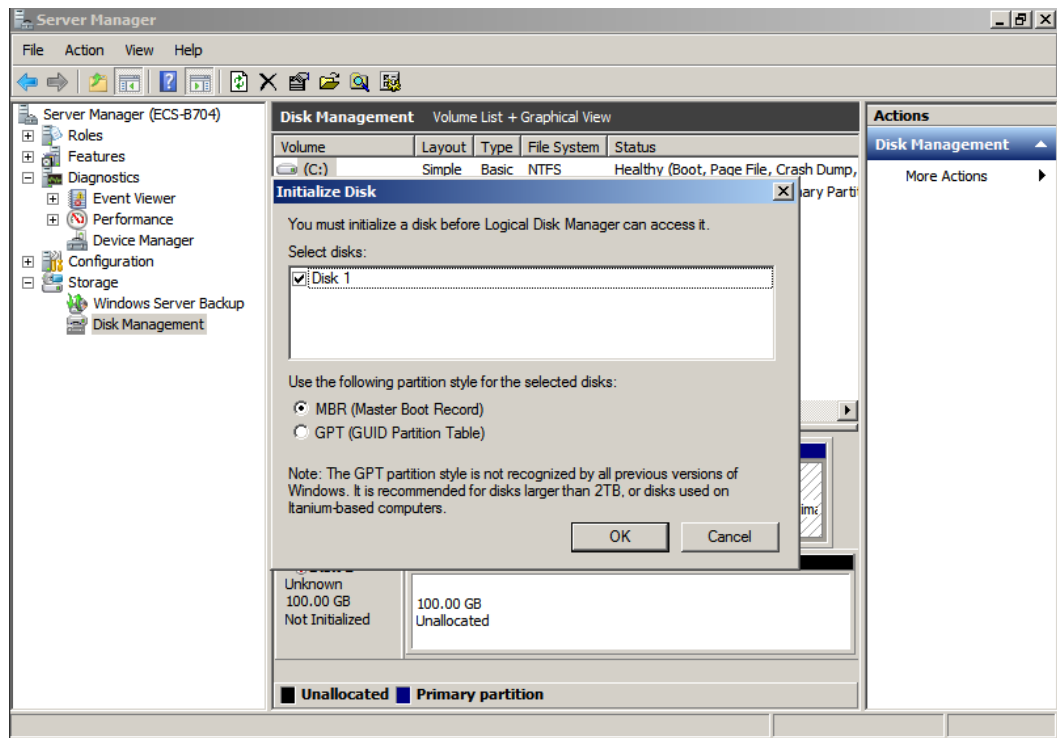 Server Manager
File Action View Help
Server Manager (ECS-B704)
Roles
Features
Diagnostics
Event Viewer
Performance
Device Manager
Configuration
Storage
Windows Server Backup
Disk Management
Disk Management Volume List + Graphical View
Volume Layout Type File System Status
(C:) Simple Basic NTFS Healthy (Boot, Page File, Crash Dump,
Initialize Disk
You must initialize a disk before Logical Disk Manager can access it.
Select disks:
Disk 1
Use the following partition style for the selected disks:
MBR (Master Boot Record)
GPT (GUID Partition Table)
Note: The GPT partition style is not recognized by all previous versions of
Windows. It is recommended for disks larger than 2TB, or disks used on
Itanium-based computers.
OK Cancel
Unknown
100.00 GB
Not Initialized
100.00 GB
Unallocated
Unallocated Primary partition
Actions
Disk Management
More Actions